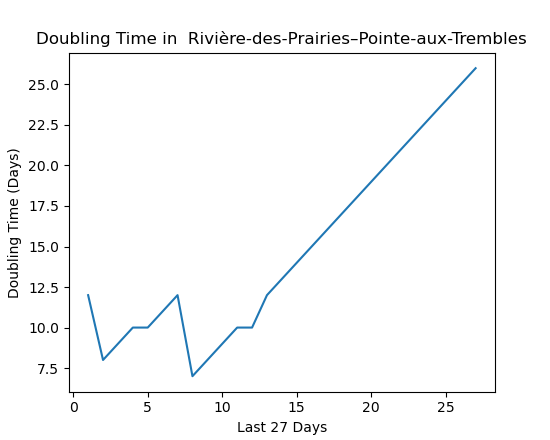 Doubling Time in  Rivière-des-Prairies–Pointe-aux-Trembles
25.0
22.5
20.0
17.5
15.0
12.5
10.0
7.5
Doubling Time (Days)
0 5 10 15 20 25
Last 27 Days